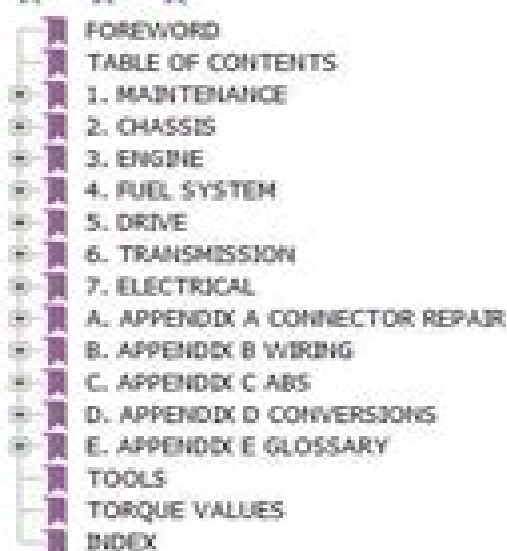 FOREWORD
TABLE OF CONTENTS
1. MAINTENANCE
2. CHASSIS
3. ENGINE
4. FUEL SYSTEM
5. DRIVE
6. TRANSMISSION
7. ELECTRICAL
A. APPENDIX A CONNECTOR REPAIR
B. APPENDIX B WIRING
C. APPENDIX C ABS
D. APPENDIX D CONVERSIONS
E. APPENDIX E GLOSSARY
TOOLS
TORQUE VALUES
INDEX